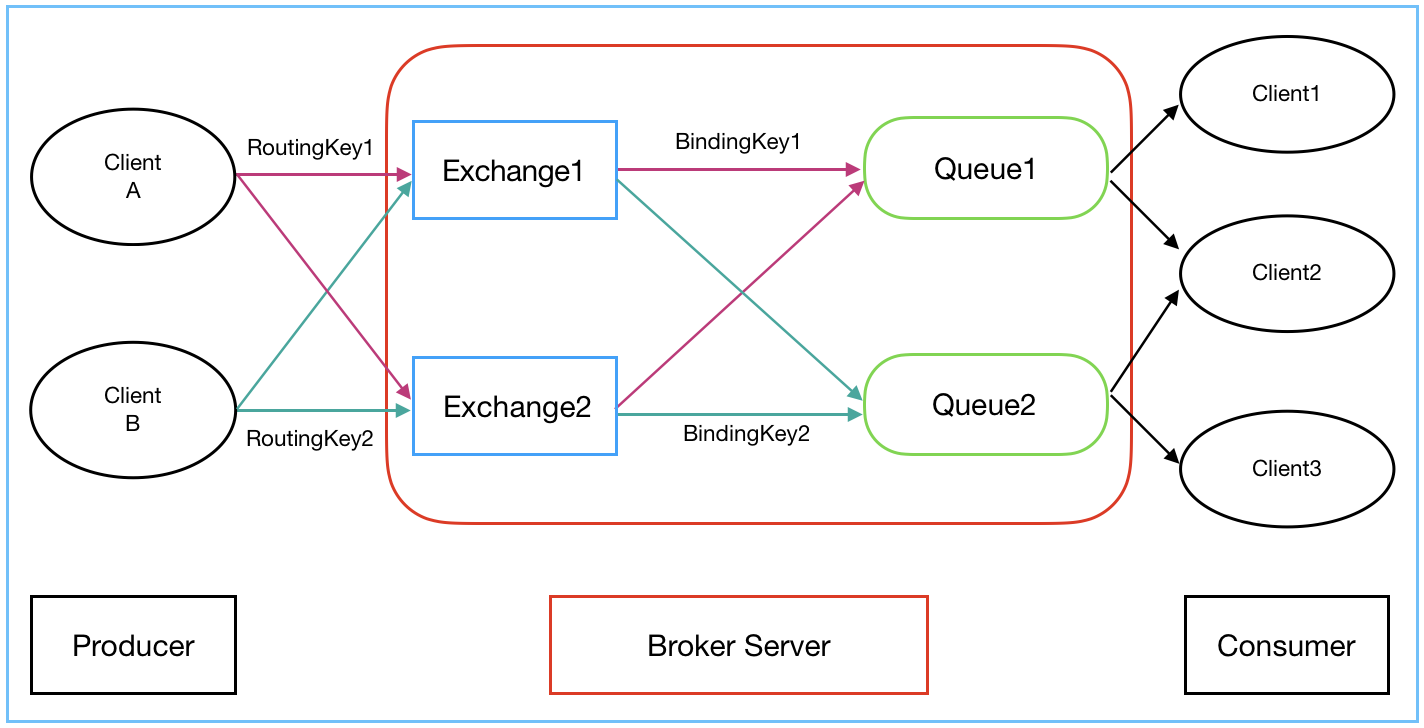 Client
A
RoutingKey1
Exchange1
BindingKey1
Queue1
Client1
Client2
Client
B
RoutingKey2
Exchange2
BindingKey2
Queue2
Client3
Producer
Broker Server
Consumer